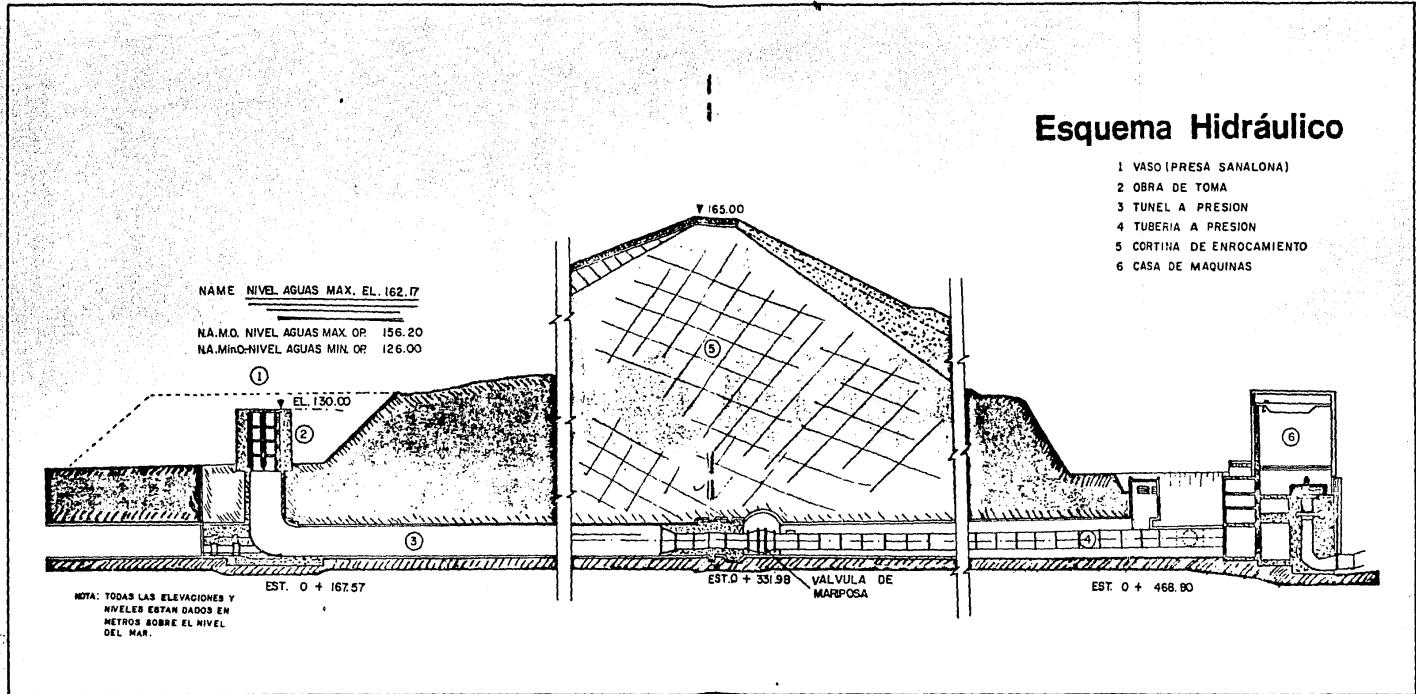 Esquema Hidráulico
1 VASO (PRESA SANALONA)
2 OBRA DE TOMA
3 TUNEL A PRESION
4 TUBERIA A PRESION
5 CORTINA DE ENROCAMIENTO
6 CASA DE MAQUINAS
165.00
NAME NIVEL AGUAS MAX. EL. 162.17
N.A.M.O. NIVEL AGUAS MAX. OP. 156.20
N.A.MinO-NIVEL AGUAS MIN. OP. 126.00
5
1
EL. 130.00
2
6
3
4
EST. 0 + 167.57
EST. 0 + 331.98
VALVULA DE
MARIPOSA
EST. 0 + 468.80
NOTA: TODAS LAS ELEVACIONES Y
NIVELES ESTAN DADOS EN
METROS SOBRE EL NIVEL
DEL MAR.